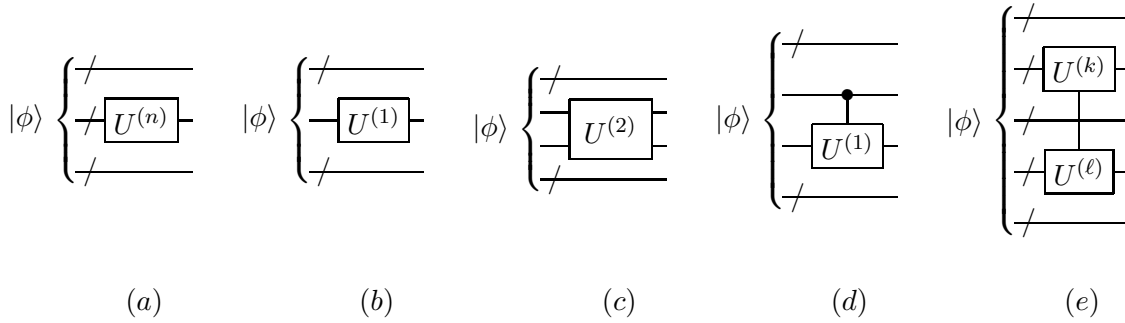 |ϕ⟩ U⁽ⁿ⁾
|ϕ⟩ U⁽¹⁾
|ϕ⟩ U⁽²⁾
|ϕ⟩ U⁽¹⁾
|ϕ⟩ U⁽ᵏ⁾
U⁽ℓ⁾
(a) (b) (c) (d) (e)